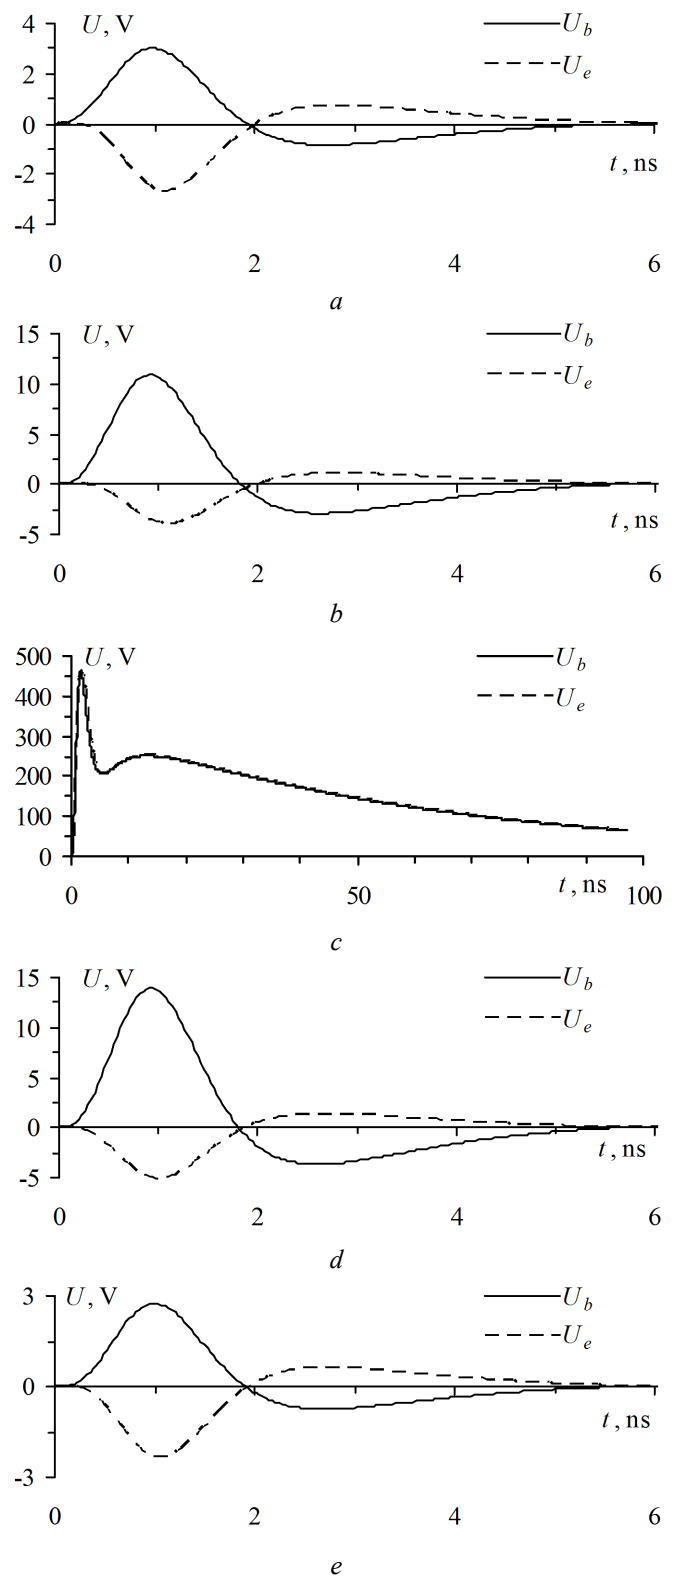 4 U, V U_b
2 U_e
0
-2 t, ns
-4
0 2 4 6
a
15 U, V U_b
10 U_e
5
0
-5 t, ns
0 2 4 6
b
500 U, V U_b
400 U_e
300
200
100
0
0 50 t, ns 100
c
15 U, V U_b
10 U_e
5
0
-5 t, ns
0 2 4 6
d
3 U, V U_b
U_e
0
t, ns
-3
0 2 4 6
e